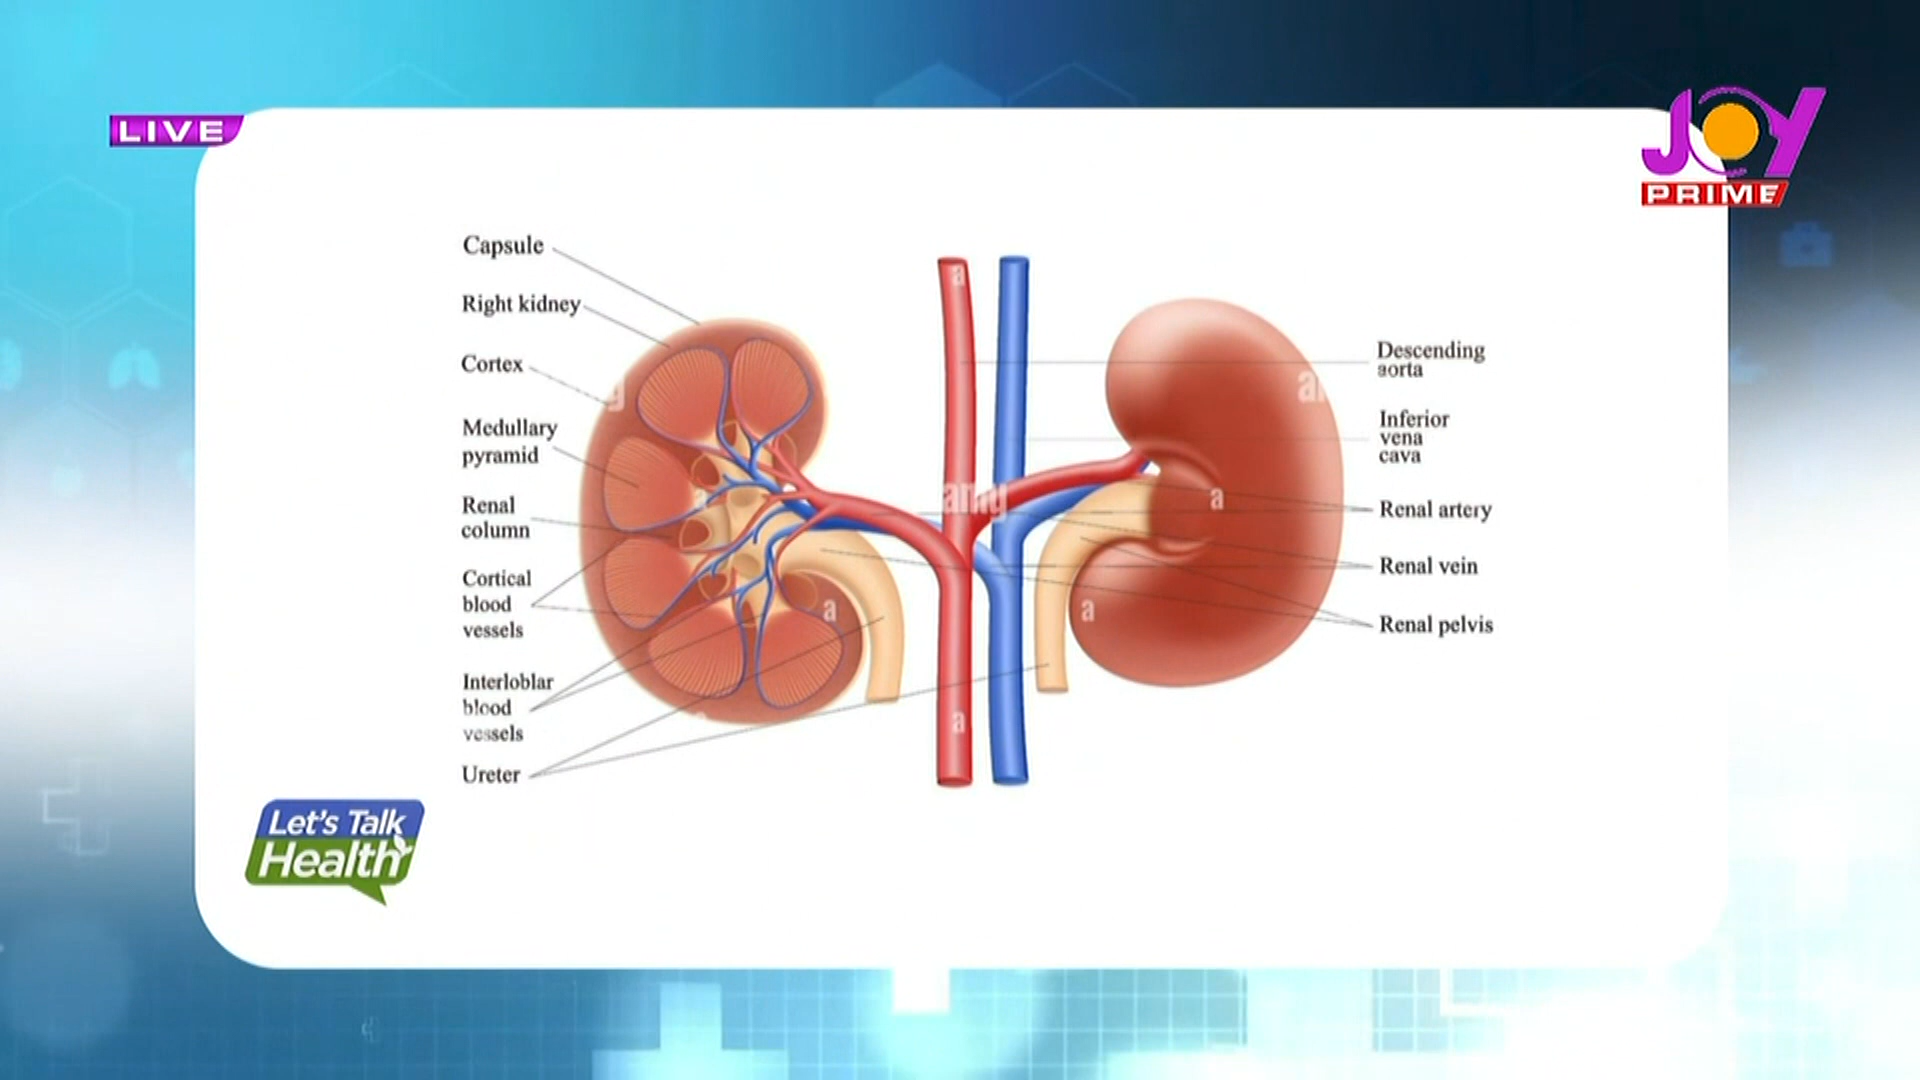 LIVE
JOY
PRIME
Capsule
Right kidney
Cortex
Medullary
pyramid
Renal
column
Cortical
blood
vessels
Interloblar
blood
vessels
Ureter
Descending
aorta
Inferior
vena
cava
Renal artery
Renal vein
Renal pelvis
a
a
a
a
a
Let's Talk
Health